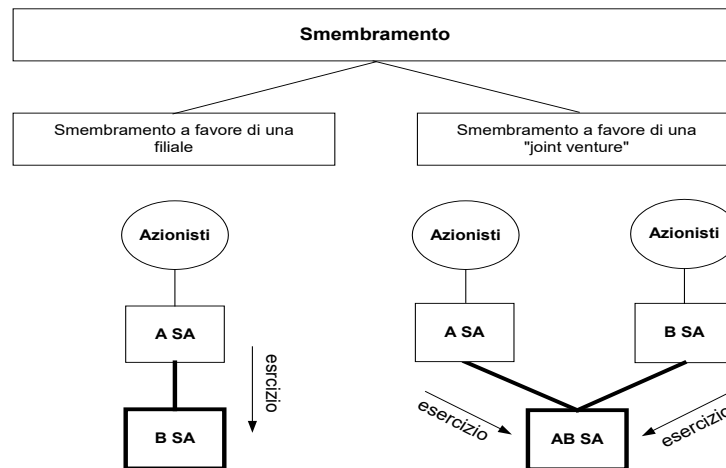 Smembramento
Smembramento a favore di una
filiale
Smembramento a favore di una
"joint venture"
Azionisti
Azionisti
Azionisti
A SA
A SA
B SA
esrcizio
esercizio
esercizio
B SA
AB SA